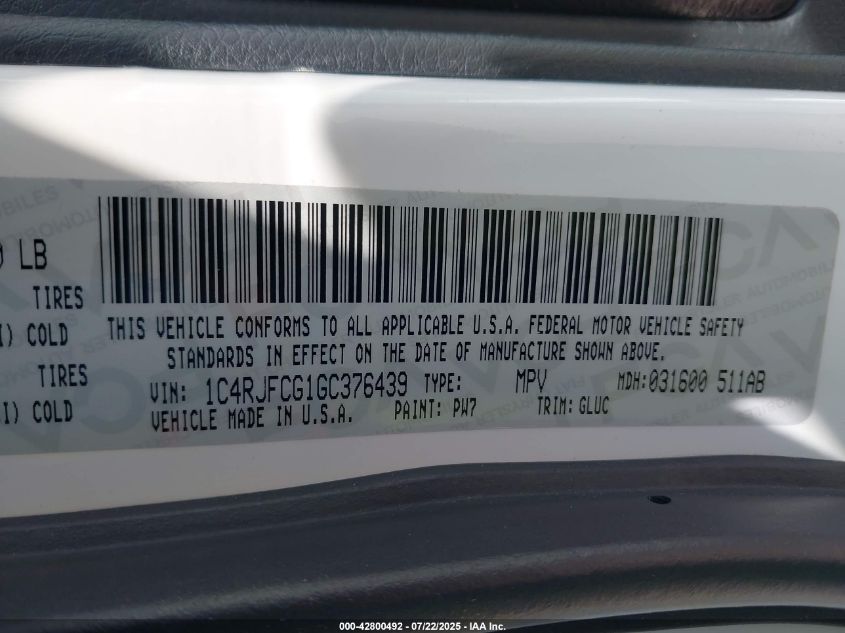 ) LB
TIRES
I) COLD
TIRES
I) COLD
THIS VEHICLE CONFORMS TO ALL APPLICABLE U.S.A. FEDERAL MOTOR VEHICLE SAFETY
STANDARDS IN EFFECT ON THE DATE OF MANUFACTURE SHOWN ABOVE.
VIN: 1C4RJFCG1GC376439 TYPE: MPV MDH:031600 511AB
VEHICLE MADE IN U.S.A. PAINT: PW7 TRIM: GLUC
000-42800492 - 07/22/2025 - IAA Inc.